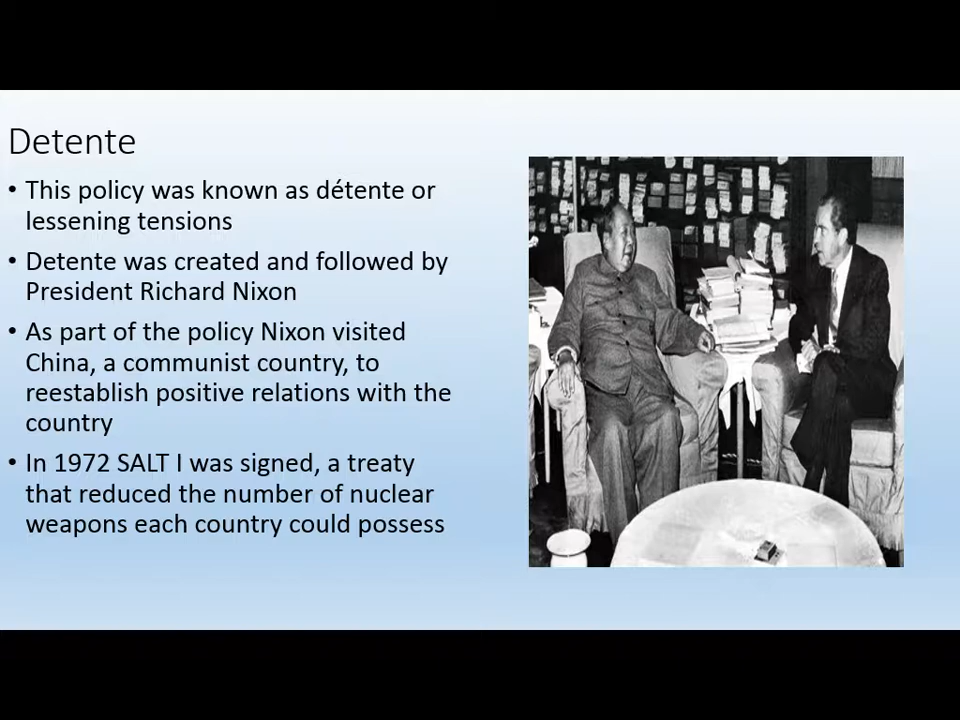 Detente
• This policy was known as détente or
lessening tensions
• Detente was created and followed by
President Richard Nixon
• As part of the policy Nixon visited
China, a communist country, to
reestablish positive relations with the
country
• In 1972 SALT I was signed, a treaty
that reduced the number of nuclear
weapons each country could possess